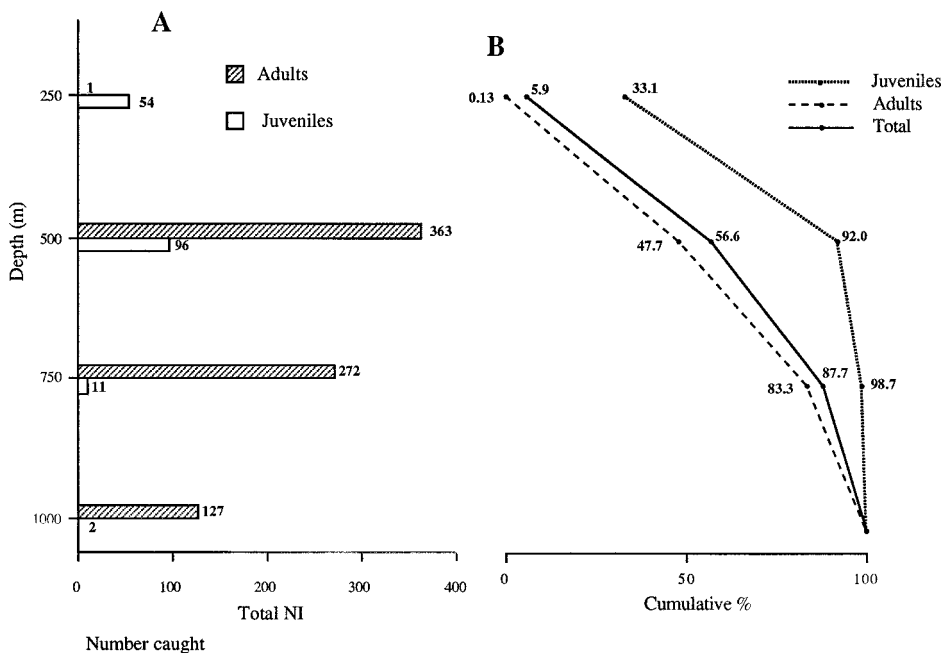 A
Adults
Juveniles
Depth (m)
250
500
750
1000
1
54
363
96
272
11
127
2
0 100 200 300 400
Total NI
Number caught
B
Juveniles
Adults
Total
0.13 5.9 33.1
47.7 56.6 92.0
83.3 87.7 98.7
0 50 100
Cumulative %